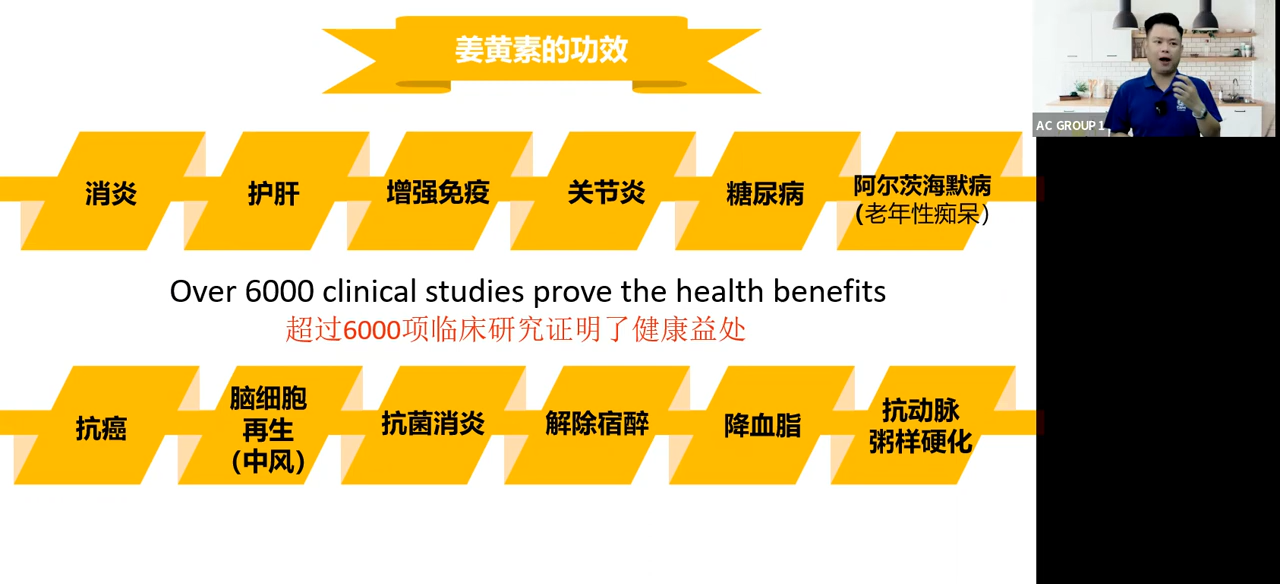 姜黄素的功效
AC GROUP 1
消炎
护肝
增强免疫
关节炎
糖尿病
阿尔茨海默病
（老年性痴呆）
Over 6000 clinical studies prove the health benefits
超过6000项临床研究证明了健康益处
抗癌
脑细胞
再生
（中风）
抗菌消炎
解除宿醉
降血脂
抗动脉
粥样硬化